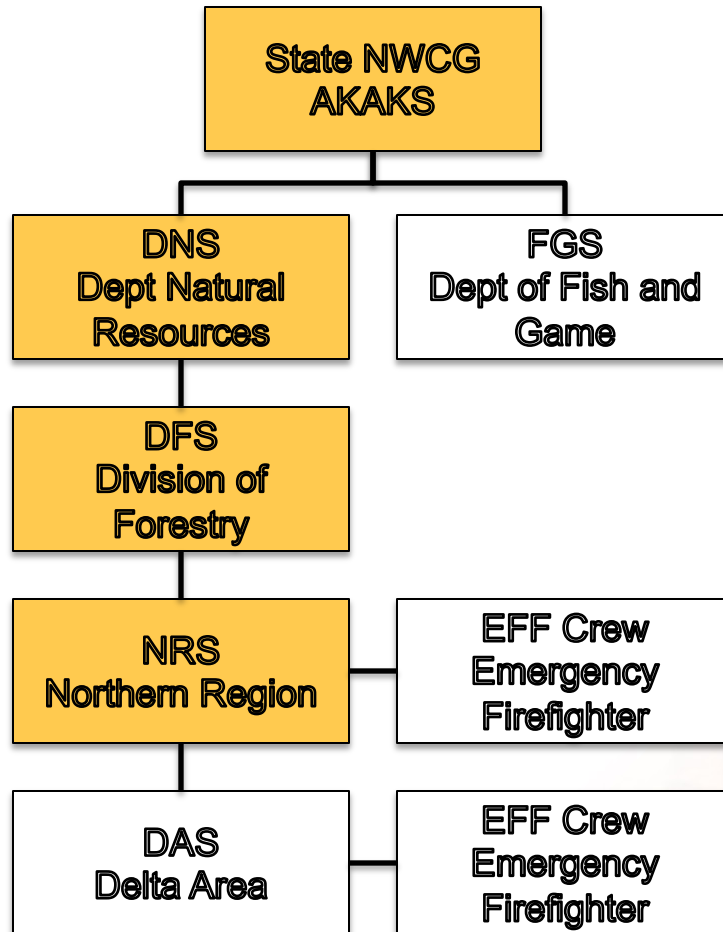 State NWCG
AKAKS
DNS
Dept Natural
Resources
FGS
Dept of Fish and
Game
DFS
Division of
Forestry
NRS
Northern Region
EFF Crew
Emergency
Firefighter
DAS
Delta Area
EFF Crew
Emergency
Firefighter